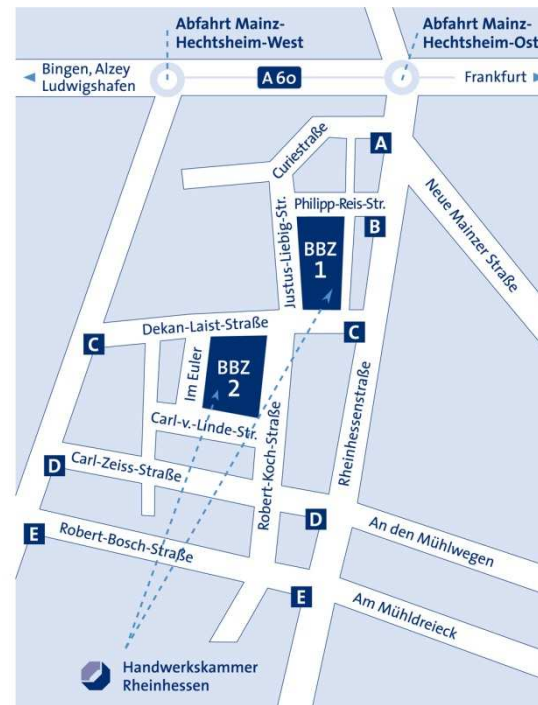 Abfahrt Mainz-
Hechtsheim-West
Abfahrt Mainz-
Hechtsheim-Ost
Bingen, Alzey
Ludwigshafen
A 60
Frankfurt
Curiestraße
A
Neue Mainzer Straße
Philipp-Reis-Str.
B
Justus-Liebig-Str.
BBZ
1
Dekan-Laist-Straße
C
C
Im Euler
BBZ
2
Rheinhessenstraße
Carl-v.-Linde-Str.
Robert-Koch-Straße
D
Carl-Zeiss-Straße
D
An den Mühlwegen
E
Robert-Bosch-Straße
E
Am Mühldreieck
Handwerkskammer
Rheinhessen